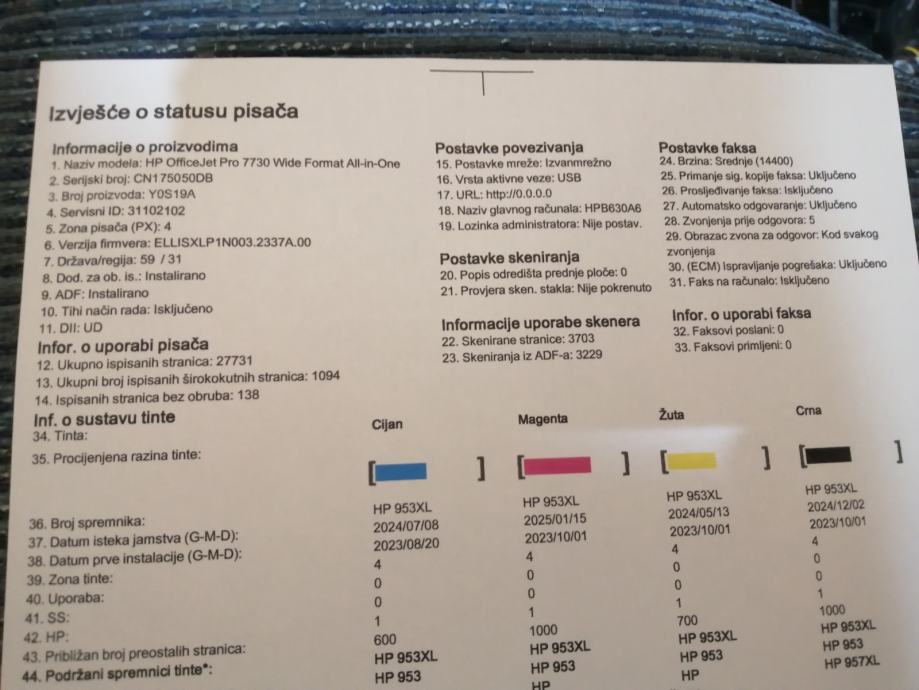 Izvješće o statusu pisača
Informacije o proizvodima
1. Naziv modela: HP OfficeJet Pro 7730 Wide Format All-in-One
2. Serijski broj: CN175050DB
3. Broj proizvoda: Y0S19A
4. Servisni ID: 31102102
5. Zona pisača (PX): 4
6. Verzija firmvera: ELLISXLP1N003.2337A.00
7. Država/regija: 59 / 31
8. Dod. za ob. is.: Instalirano
9. ADF: Instalirano
10. Tihi način rada: Isključeno
11. DII: UD
Infor. o uporabi pisača
12. Ukupno ispisanih stranica: 27731
13. Ukupni broj ispisanih širokokutnih stranica: 1094
14. Ispisanih stranica bez obruba: 138
Postavke povezivanja
15. Postavke mreže: Izvanmrežno
16. Vrsta aktivne veze: USB
17. URL: http://0.0.0.0
18. Naziv glavnog računala: HPB630A6
19. Lozinka administratora: Nije postav.
Postavke skeniranja
20. Popis odredišta prednje ploče: 0
21. Provjera sken. stakla: Nije pokrenuto
Informacije uporabe skenera
22. Skenirane stranice: 3703
23. Skeniranja iz ADF-a: 3229
Postavke faksa
24. Brzina: Srednje (14400)
25. Primanje sig. kopije faksa: Uključeno
26. Prosljeđivanje faksa: Isključeno
27. Automatsko odgovaranje: Uključeno
28. Zvonjenja prije odgovora: 5
29. Obrazac zvona za odgovor: Kod svakog
zvonjenja
30. (ECM) Ispravljanje pogrešaka: Uključeno
31. Faks na računalo: Isključeno
Infor. o uporabi faksa
32. Faksovi poslani: 0
33. Faksovi primljeni: 0
Inf. o sustavu tinte
34. Tinta: Cijan Magenta Žuta Crna
35. Procijenjena razina tinte: [ ] [ ] [ ] [ ]
36. Broj spremnika: HP 953XL HP 953XL HP 953XL HP 953XL
37. Datum isteka jamstva (G-M-D): 2024/07/08 2025/01/15 2024/05/13 2024/12/02
38. Datum prve instalacije (G-M-D): 2023/08/20 2023/10/01 2023/10/01 2023/10/01
39. Zona tinte: 4 4 4 4
40. Uporaba: 0 0 0 0
41. SS: 0 0 0 0
42. HP: 1 1 1 1
43. Približan broj preostalih stranica: 600 1000 700 1000
44. Podržani spremnici tinte*: HP 953XL HP 953XL HP 953XL HP 953XL
HP 953 HP 953 HP 953 HP 953
HP HP HP 957XL